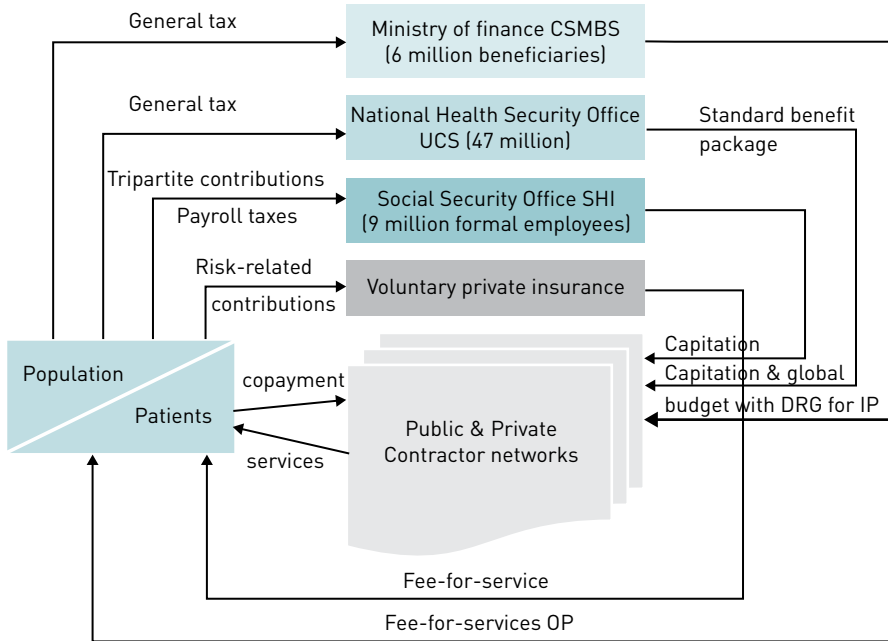 General tax
Ministry of finance CSMBS
(6 million beneficiaries)
General tax
National Health Security Office
UCS (47 million)
Standard benefit
package
Tripartite contributions
Payroll taxes
Social Security Office SHI
(9 million formal employees)
Risk-related
contributions
Voluntary private insurance
Population
Patients
copayment
services
Public & Private
Contractor networks
Capitation
Capitation & global
budget with DRG for IP
Fee-for-service
Fee-for-services OP